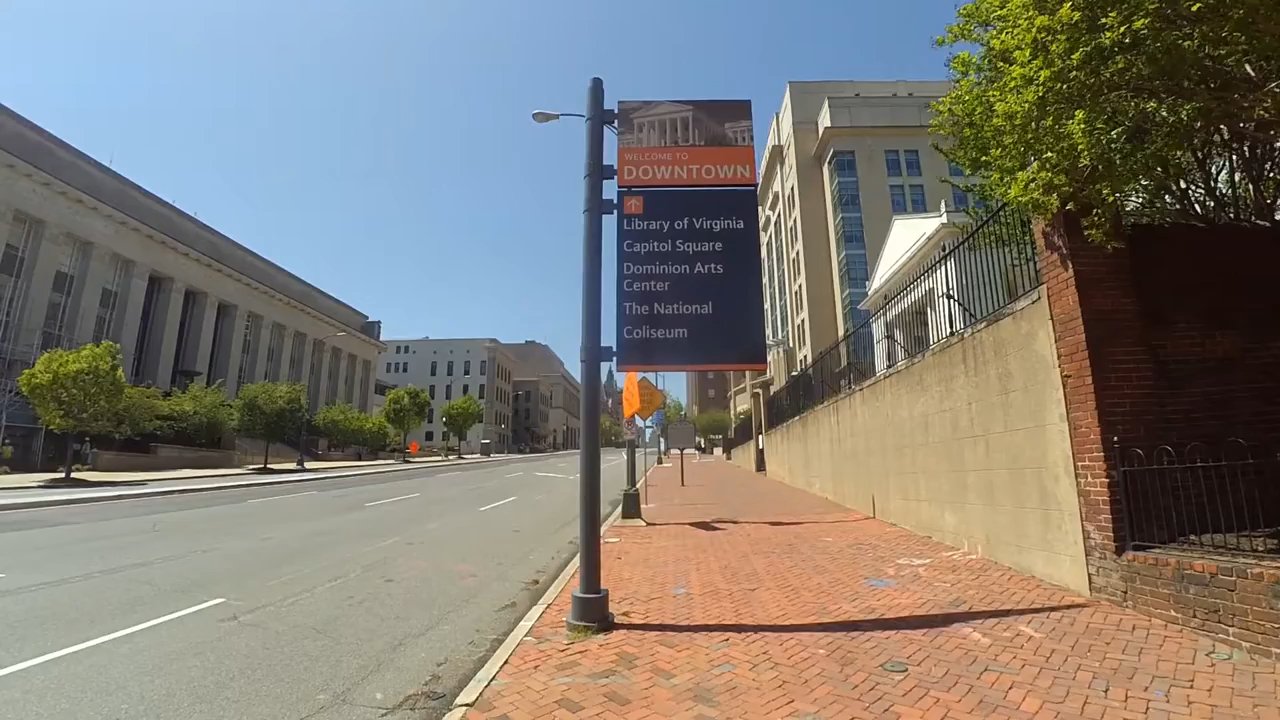 WELCOME TO
DOWNTOWN
Library of Virginia
Capitol Square
Dominion Arts
Center
The National
Coliseum